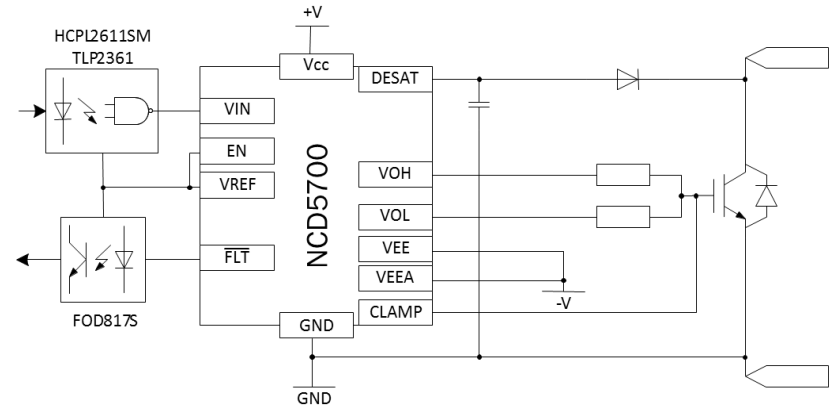 +V
HCPL2611SM
TLP2361
Vcc
DESAT
VIN
EN
VREF
NCD5700
VOH
VOL
VEE
FLT
VEEA
-V
CLAMP
FOD817S
GND
GND